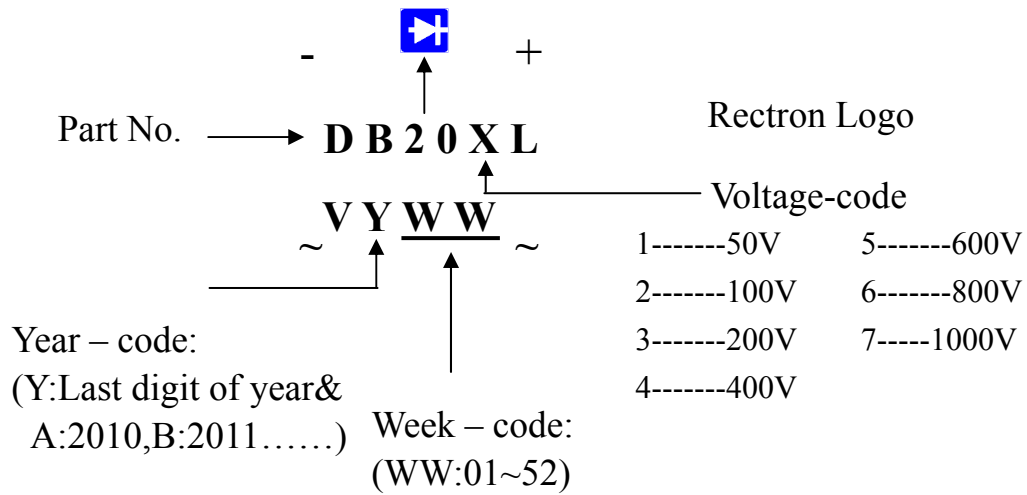 - +
Part No. D B 2 0 X L Rectron Logo
Voltage-code
~ V Y W W ~
1-------50V 5-------600V
2-------100V 6-------800V
3-------200V 7-----1000V
4-------400V
Year – code:
(Y:Last digit of year&
A:2010,B:2011……)
Week – code:
(WW:01~52)